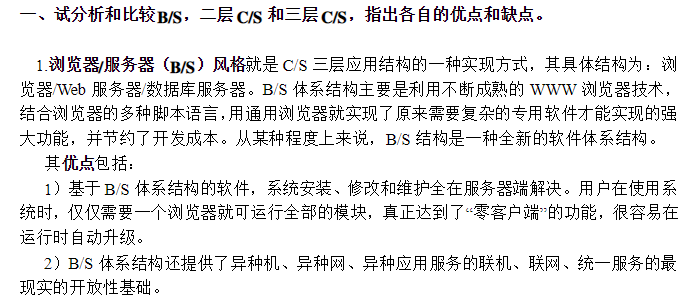 一、试分析和比较B/S，二层C/S和三层C/S，指出各自的优点和缺点。
1.浏览器/服务器（B/S）风格就是 C/S 三层应用结构的一种实现方式，其具体结构为：浏
览器/Web 服务器/数据库服务器。B/S 体系结构主要是利用不断成熟的 WWW 浏览器技术，
结合浏览器的多种脚本语言，用通用浏览器就实现了原来需要复杂的专用软件才能实现的强
大功能，并节约了开发成本。从某种程度上来说，B/S 结构是一种全新的软件体系结构。
其优点包括：
1）基于 B/S 体系结构的软件，系统安装、修改和维护全在服务器端解决。用户在使用系
统时，仅仅需要一个浏览器就可运行全部的模块，真正达到了“零客户端”的功能，很容易在
运行时自动升级。
2）B/S 体系结构还提供了异种机、异种网、异种应用服务的联机、联网、统一服务的最
现实的开放性基础。